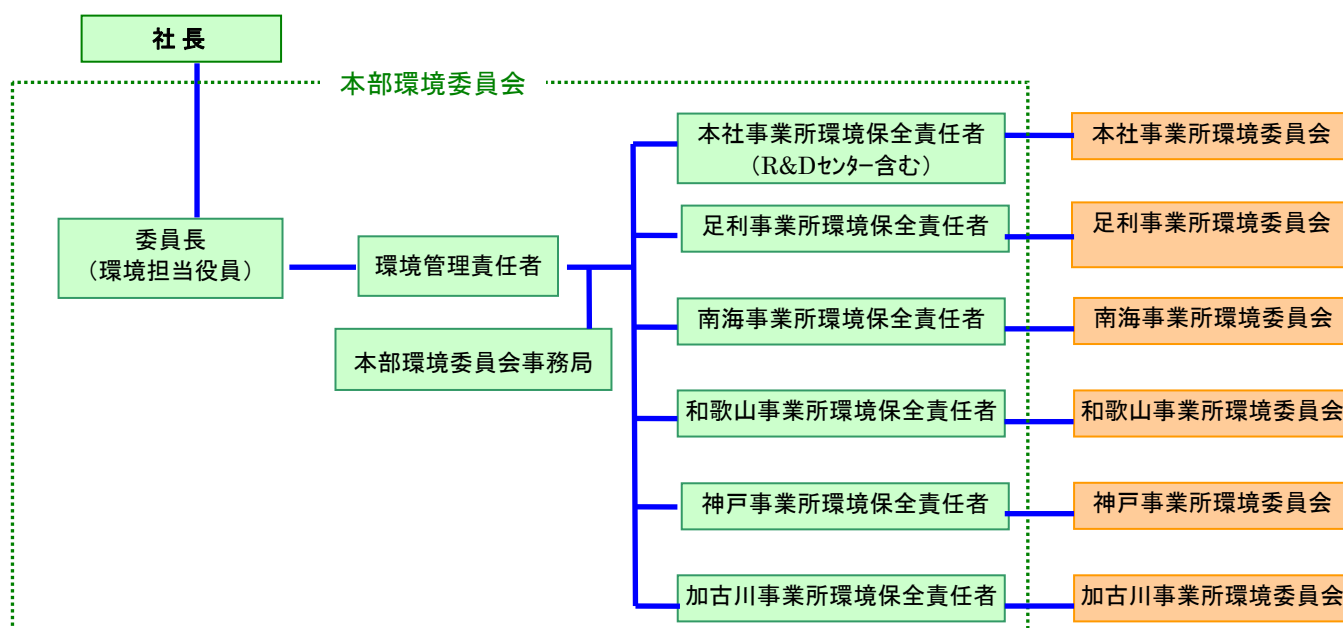 社長
本部環境委員会
本社事業所環境保全責任者
（R&Dセンター含む）
本社事業所環境委員会
委員長
（環境担当役員）
環境管理責任者
本部環境委員会事務局
足利事業所環境保全責任者
足利事業所環境委員会
南海事業所環境保全責任者
南海事業所環境委員会
和歌山事業所環境保全責任者
和歌山事業所環境委員会
神戸事業所環境保全責任者
神戸事業所環境委員会
加古川事業所環境保全責任者
加古川事業所環境委員会